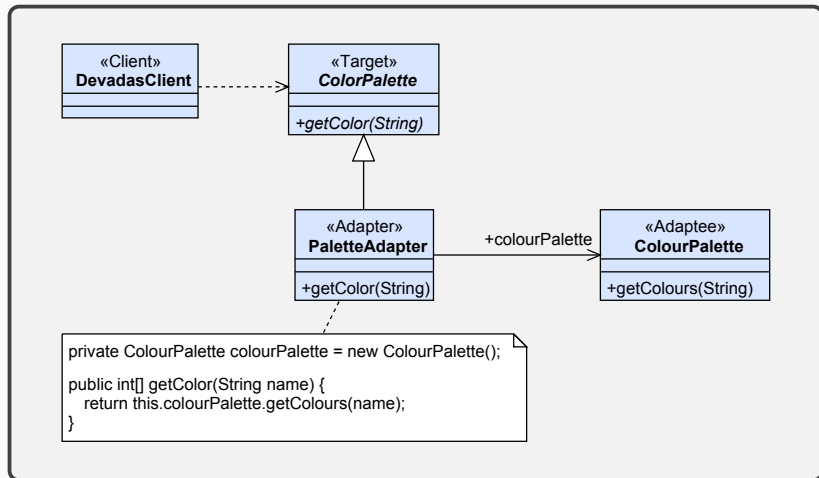 «Client»
DevadasClient
«Target»
ColorPalette
+getColor(String)
«Adapter»
PaletteAdapter
+getColor(String)
+colourPalette
«Adaptee»
ColourPalette
+getColours(String)
private ColourPalette colourPalette = new ColourPalette();
public int[] getColor(String name) {
return this.colourPalette.getColours(name);
}